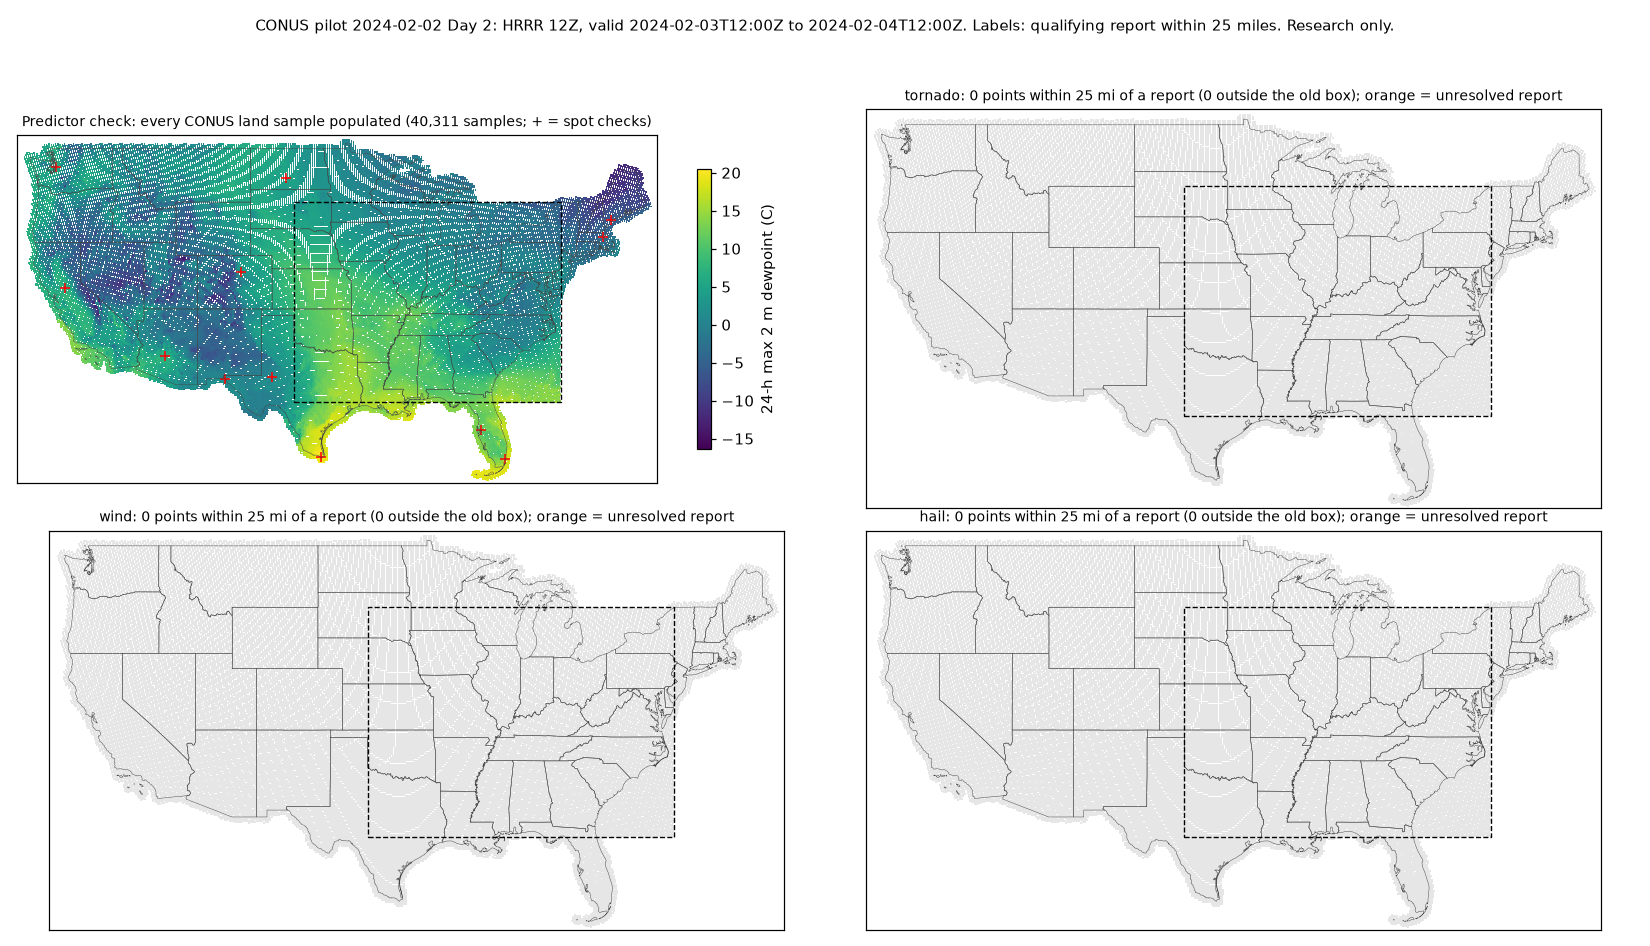 CONUS pilot 2024-02-02 Day 2: HRRR 12Z, valid 2024-02-03T12:00Z to 2024-02-04T12:00Z. Labels: qualifying report within 25 miles. Research only.
Predictor check: every CONUS land sample populated (40,311 samples; + = spot checks)
20
15
10
5
0
−5
−10
−15
24-h max 2 m dewpoint (C)
tornado: 0 points within 25 mi of a report (0 outside the old box); orange = unresolved report
wind: 0 points within 25 mi of a report (0 outside the old box); orange = unresolved report
hail: 0 points within 25 mi of a report (0 outside the old box); orange = unresolved report